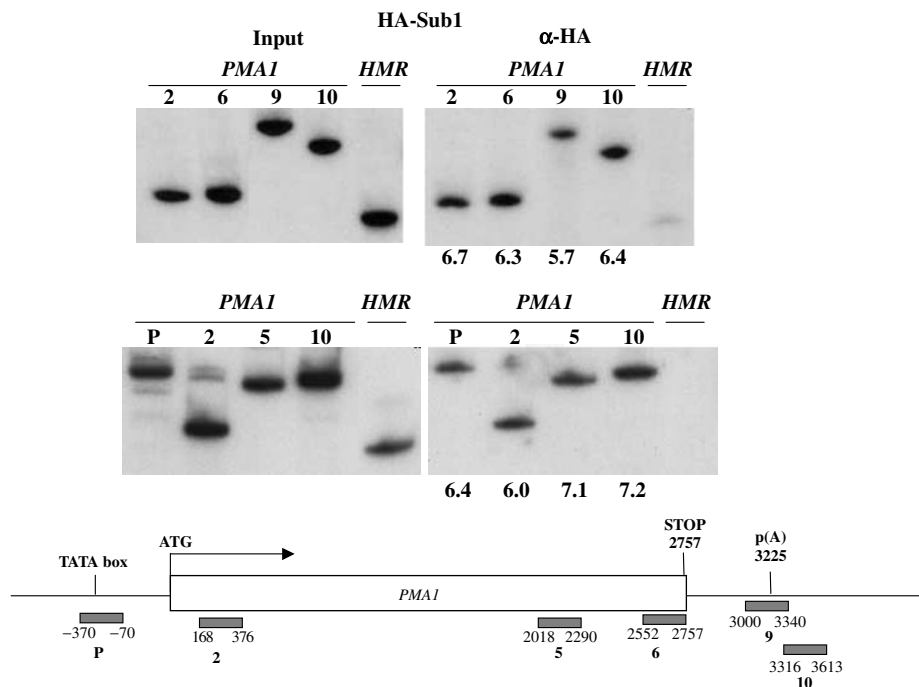 HA-Sub1
Input α-HA
PMA1 HMR PMA1 HMR
2 6 9 10 2 6 9 10
6.7 6.3 5.7 6.4
PMA1 HMR PMA1 HMR
P 2 5 10 P 2 5 10
6.4 6.0 7.1 7.2
TATA box ATG STOP
2757 p(A)
3225
PMA1
−370 −70 168 376 2018 2290 2552 2757 3000 3340
P 2 5 6 9
3316 3613
10